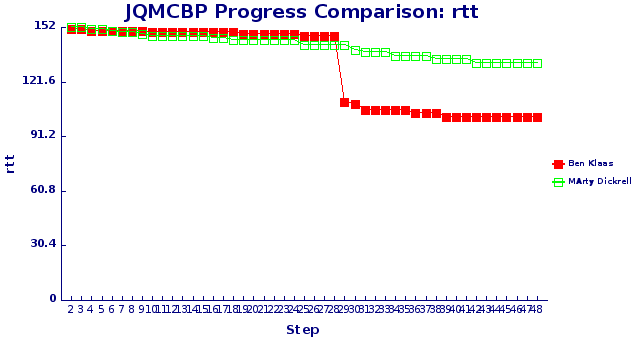 JQMCBP Progress Comparison: rtt
152
121.6
91.2
60.8
30.4
0
rtt
2 3 4 5 6 7 8 9 10 11 12 13 14 15 16 17 18 19 20 21 22 23 24 25 26 27 28 29 30 31 32 33 34 35 36 37 38 39 40 41 42 43 44 45 46 47 48
Step
Ben Klaas
MArty Dickrell